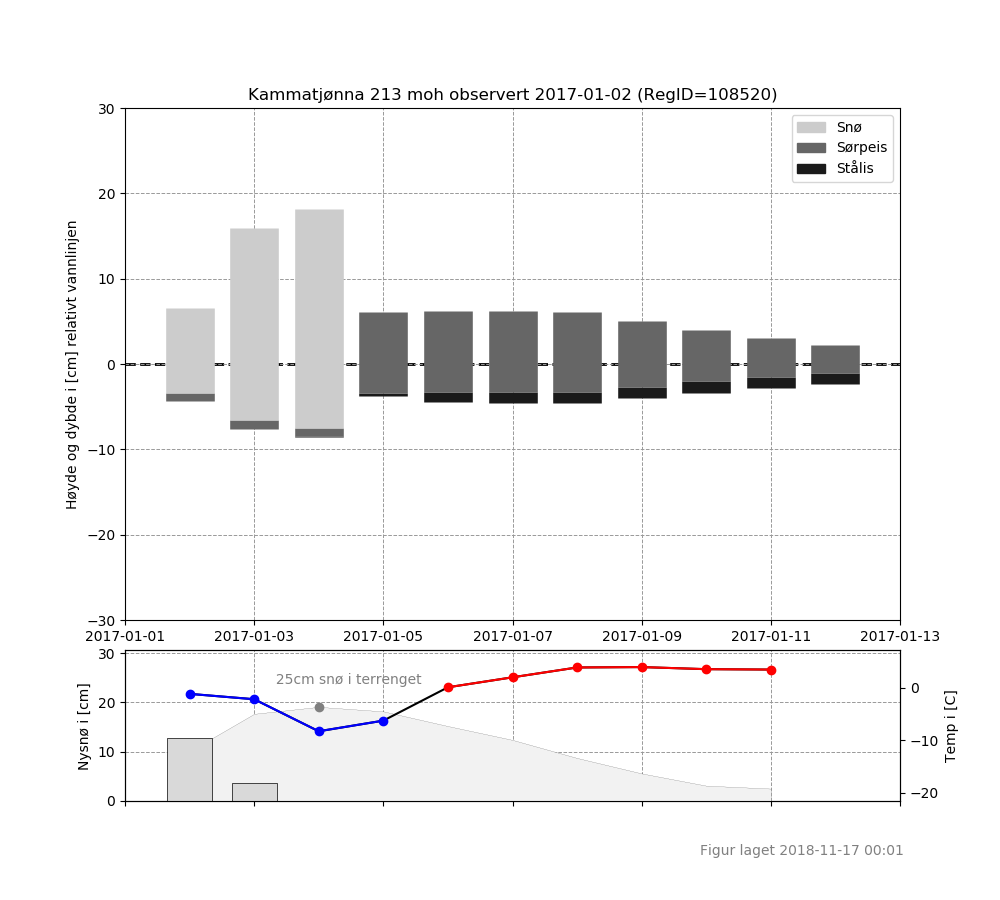 Kammatjønna 213 moh observert 2017-01-02 (RegID=108520)
Høyde og dybde i [cm] relativt vannlinjen
30
20
10
0
−10
−20
−30
Snø
Sørpeis
Stålis
2017-01-01 2017-01-03 2017-01-05 2017-01-07 2017-01-09 2017-01-11 2017-01-13
Nysnø i [cm]
30
20
10
0
25cm snø i terrenget
0
−10
−20
Temp i [C]
Figur laget 2018-11-17 00:01